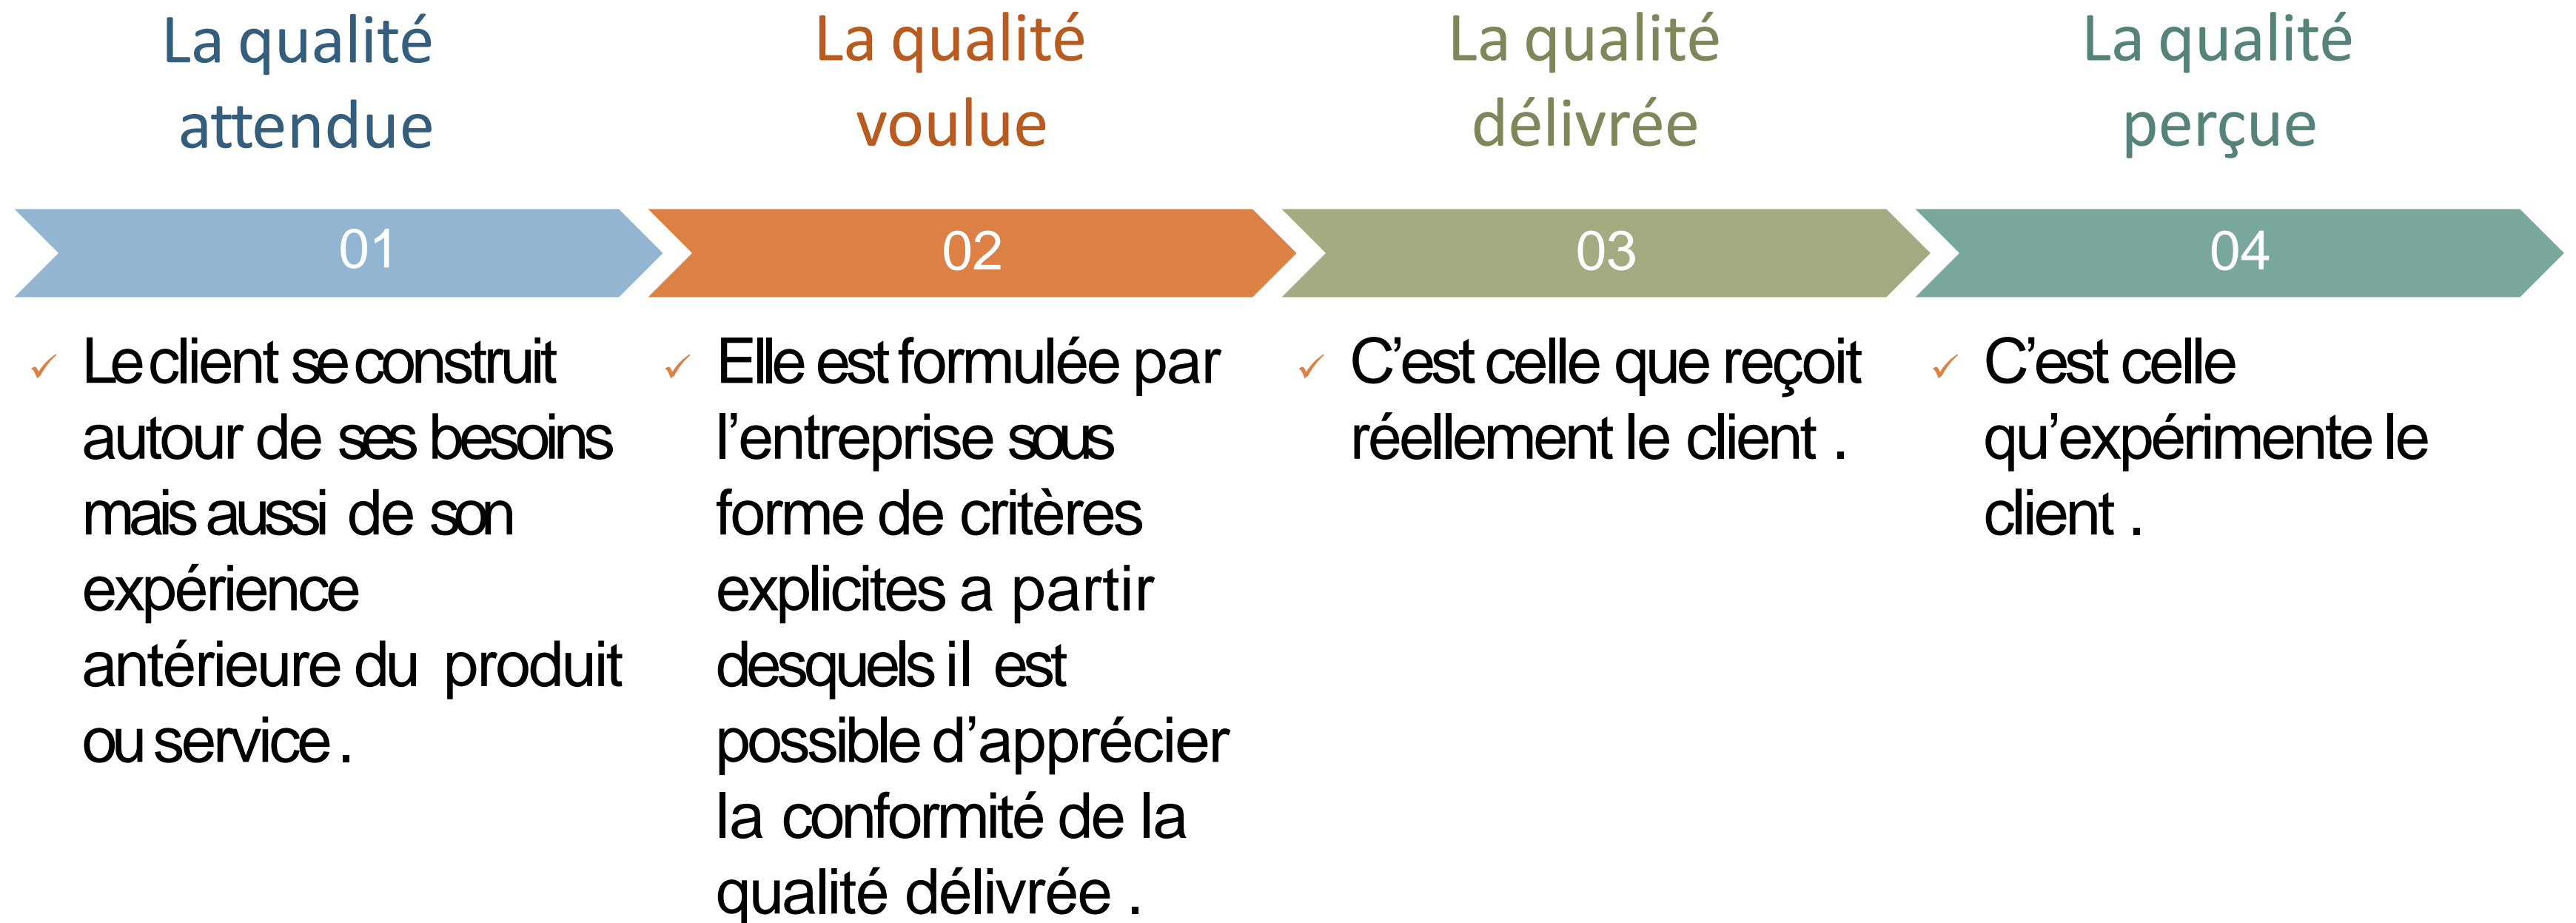 La qualité
attendue
La qualité
voulue
La qualité
délivrée
La qualité
perçue
01
02
03
04
✓ Le client se construit
autour de ses besoins
mais aussi de son
expérience
antérieure du produit
ou service .
✓ Elle est formulée par
l’entreprise sous
forme de critères
explicites a partir
desquels il est
possible d’apprécier
la conformité de la
qualité délivrée .
✓ C’est celle que reçoit
réellement le client .
✓ C’est celle
qu’expérimente le
client .